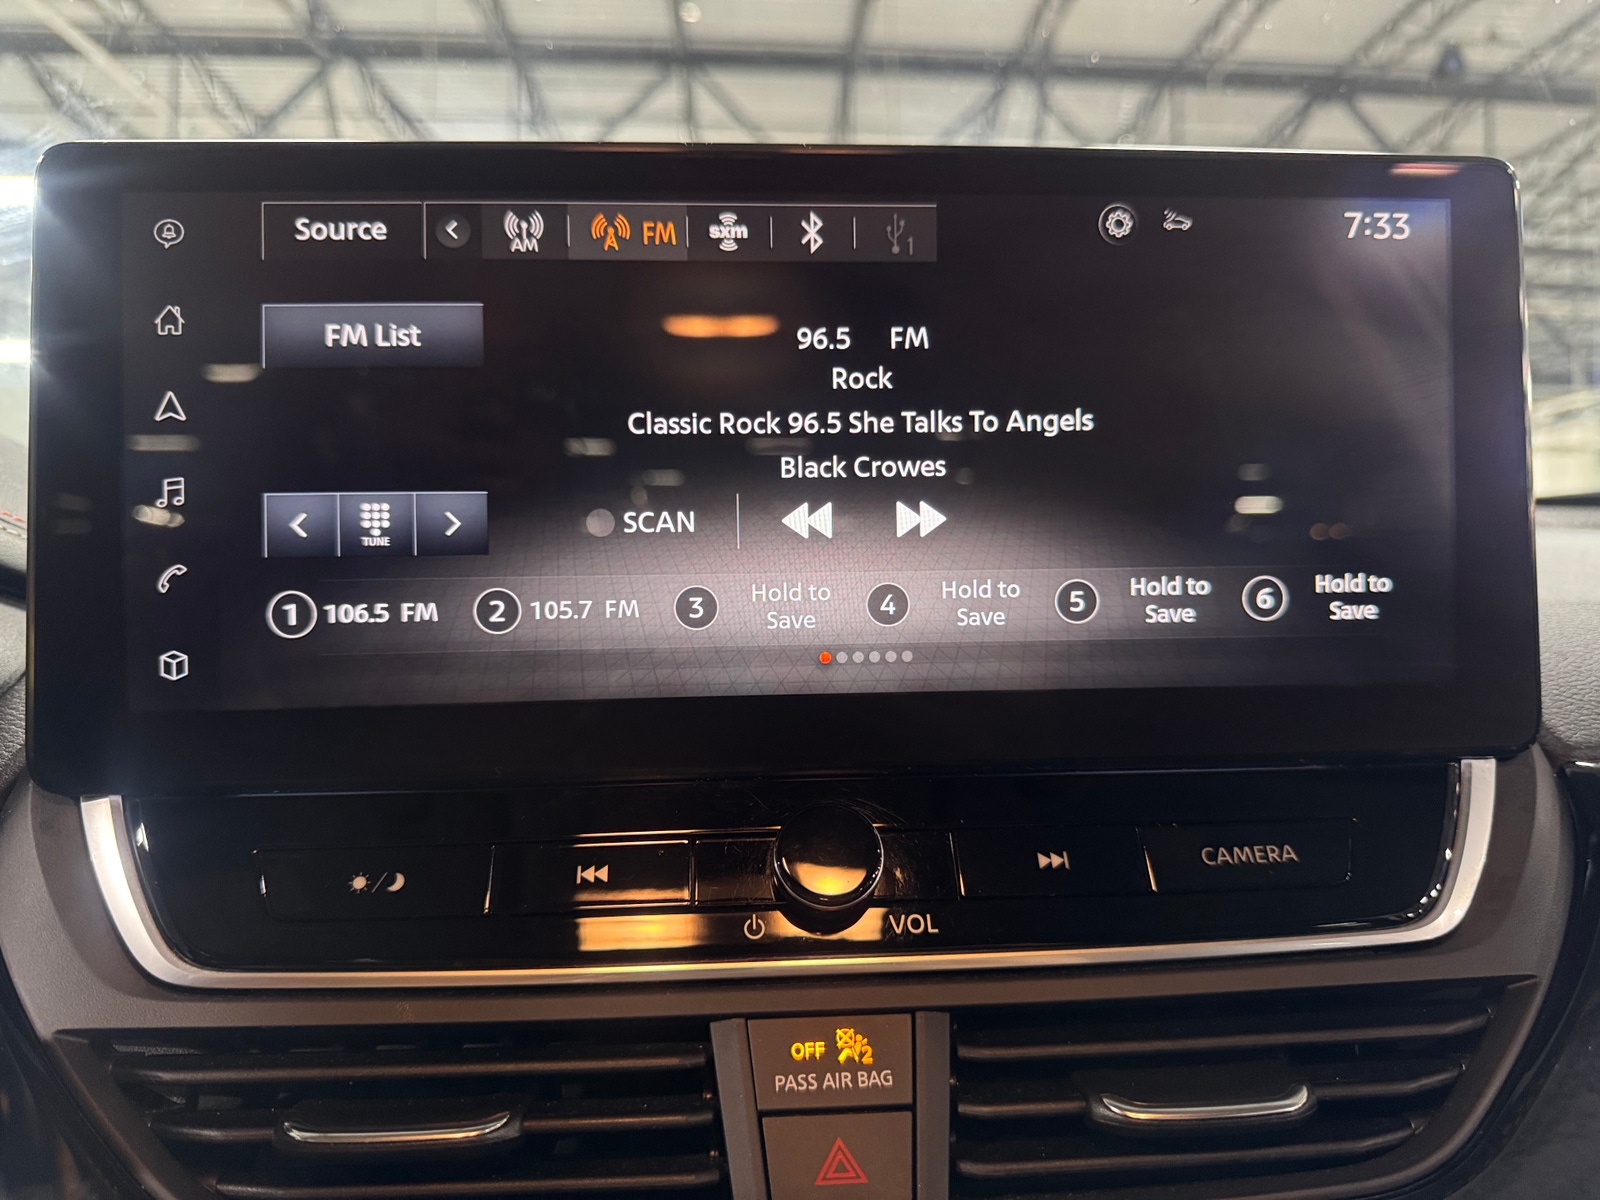 Source
AM
FM
sxm
1
7:33
FM List
96.5 FM
Rock
Classic Rock 96.5 She Talks To Angels
Black Crowes
TUNE
SCAN
1 106.5 FM
2 105.7 FM
3 Hold to
Save
4 Hold to
Save
5 Hold to
Save
6 Hold to
Save
CAMERA
VOL
OFF 2
PASS AIR BAG